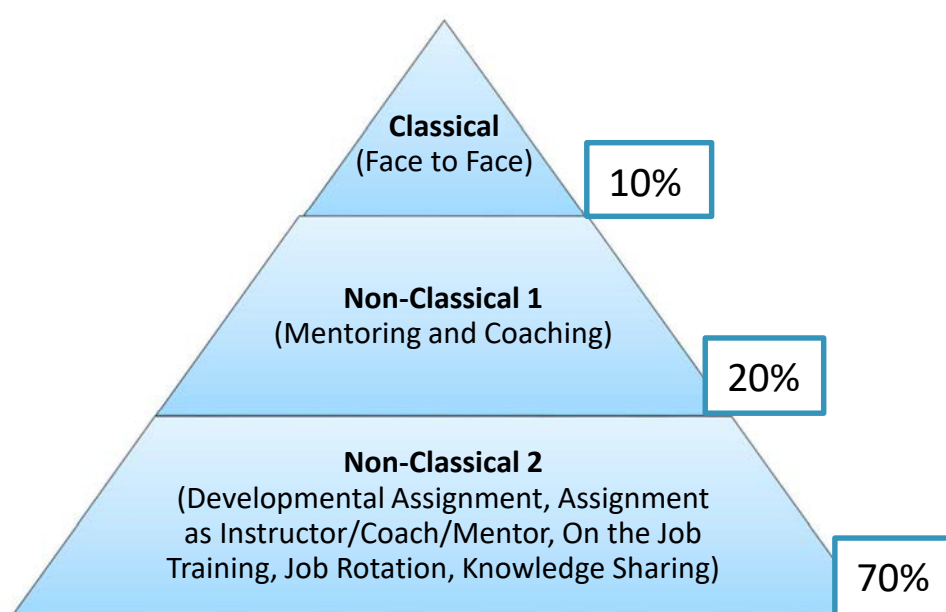 Classical
(Face to Face)
10%
Non-Classical 1
(Mentoring and Coaching)
20%
Non-Classical 2
(Developmental Assignment, Assignment
as Instructor/Coach/Mentor, On the Job
Training, Job Rotation, Knowledge Sharing)
70%